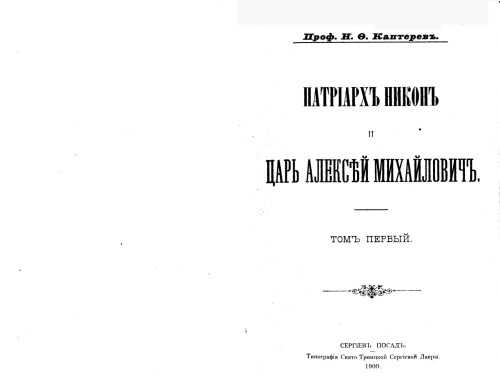 Проф. Н. Ѳ. Каптеревъ.
ПАТРІАРХЪ НИКОНЪ
И
ЦАРЬ АЛЕКСѢЙ МИХАЙЛОВИЧЪ.
ТОМЪ ПЕРВЫЙ.
СЕРГІЕВЪ ПОСАДЪ.
Типографія Свято Троицкой Сергіевой Лавры.
1909.